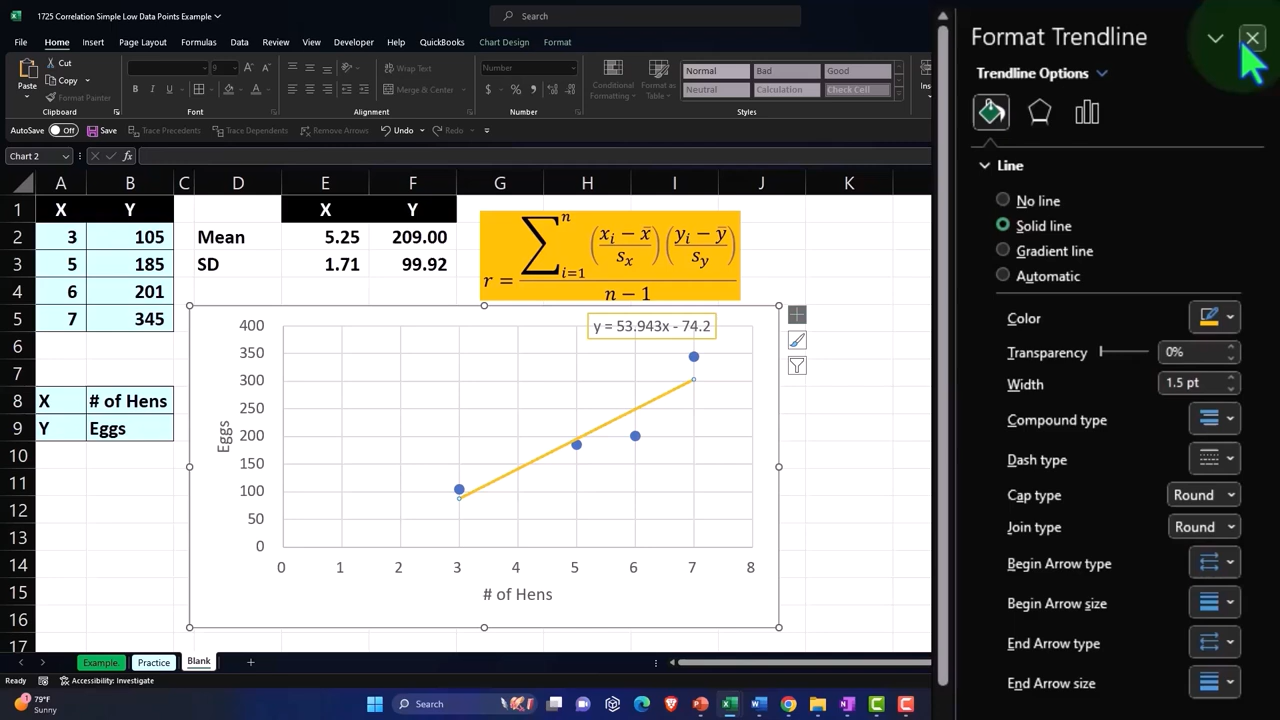 1725 Correlation Simple Low Data Points Example
Search
File Home Insert Page Layout Formulas Data Review View Developer Help QuickBooks Chart Design Format
Paste
Cut
Copy
Format Painter
Clipboard
9
Font
Wrap Text
Merge & Center
Alignment
Number
Number
Conditional Formatting
Format as Table
Normal Bad Good
Neutral Calculation Check Cell
Styles
Ins
AutoSave Off Save Trace Precedents Trace Dependents Remove Arrows Undo Redo
Chart 2 fx
A B C D E F G H I J K
1 X Y X Y
2 3 105 Mean 5.25 209.00
3 5 185 SD 1.71 99.92
4 6 201
5 7 345
6
7
8 X # of Hens
9 Y Eggs
10
11
12
13
14
15
16
17
r = ∑ i=1 n (xi − x̄ / sx) (yi − ȳ / sy) / n − 1
y = 53.943x - 74.2
400
350
300
250
200
150
100
50
0
Eggs
0 1 2 3 4 5 6 7 8
# of Hens
Example Practice Blank
Ready Accessibility: Investigate
79°F
Sunny
Search
Format Trendline
Trendline Options
Line
No line
Solid line
Gradient line
Automatic
Color
Transparency 0%
Width 1.5 pt
Compound type
Dash type
Cap type Round
Join type Round
Begin Arrow type
Begin Arrow size
End Arrow type
End Arrow size